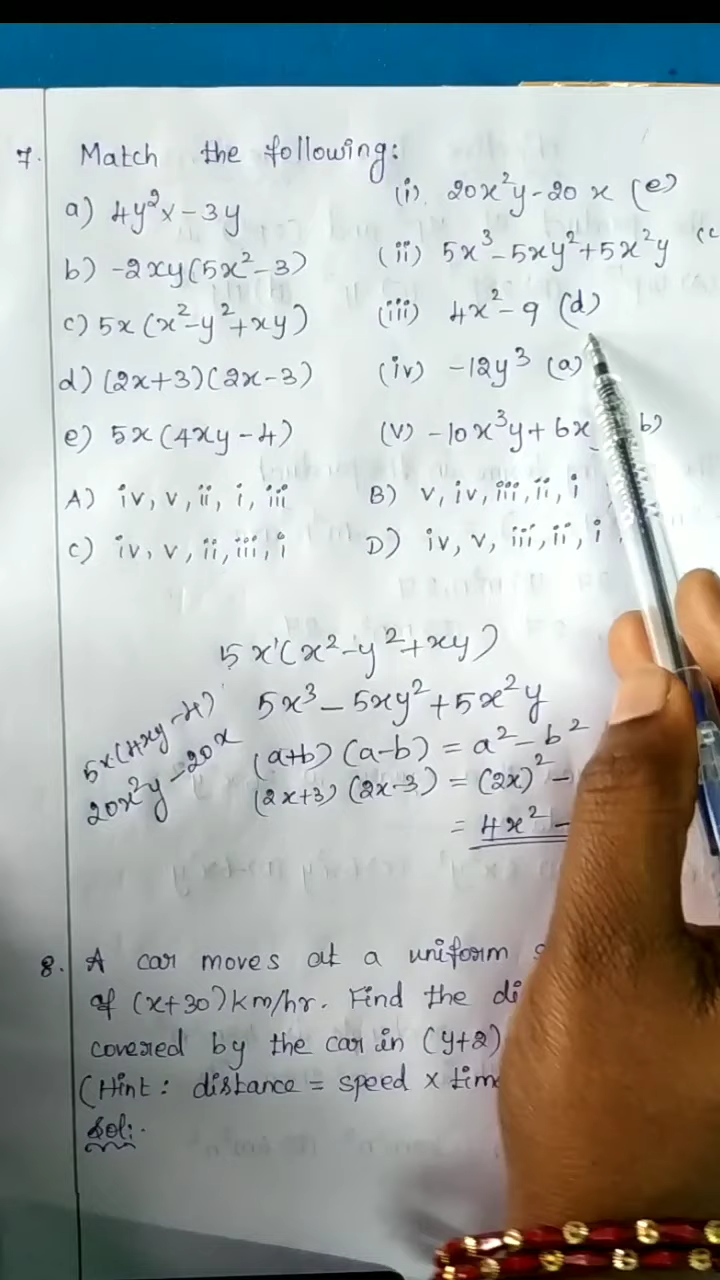 7. Match the following:
a) 4y²x - 3y
(i) 20x²y - 20x (e)
b) -2xy(5x² - 3)
(ii) 5x³ - 5xy² + 5x²y (c
c) 5x(x² - y² + xy)
(iii) 4x² - 9 (d)
d) (2x+3)(2x-3)
(iv) -12y³ (a)
e) 5x(4xy - 4)
(v) -10x³y + 6x b)
A) iv, v, ii, i, iii
B) v, iv, iii, ii, i
c) iv, v, ii, iii, i
D) iv, v, iii, ii, i
5x(x² - y² + xy)
5x³ - 5xy² + 5x²y
5x(4xy - 4)
20x²y - 20x
(a+b) (a-b) = a² - b²
(2x+3) (2x-3) = (2x)² -
= 4x² -
8. A car moves at a uniform
of (x+30)km/hr. Find the
covered by the car in (y+2)
(Hint: distance = speed x
Sol: